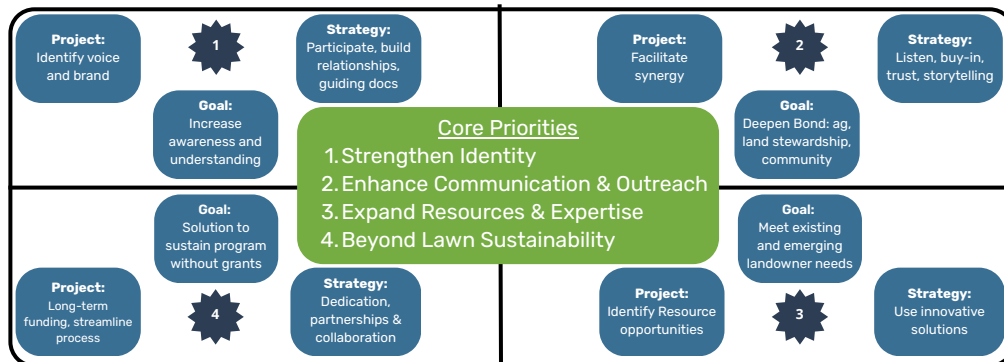 Project:
Identify voice
and brand
1
Strategy:
Participate, build
relationships,
guiding docs
Goal:
Increase
awareness and
understanding
Project:
Facilitate
synergy
2
Strategy:
Listen, buy-in,
trust, storytelling
Goal:
Deepen Bond: ag,
land stewardship,
community
Core Priorities
1. Strengthen Identity
2. Enhance Communication & Outreach
3. Expand Resources & Expertise
4. Beyond Lawn Sustainability
Goal:
Solution to
sustain program
without grants
Project:
Long-term
funding, streamline
process
4
Strategy:
Dedication,
partnerships &
collaboration
Goal:
Meet existing
and emerging
landowner needs
Project:
Identify Resource
opportunities
3
Strategy:
Use innovative
solutions